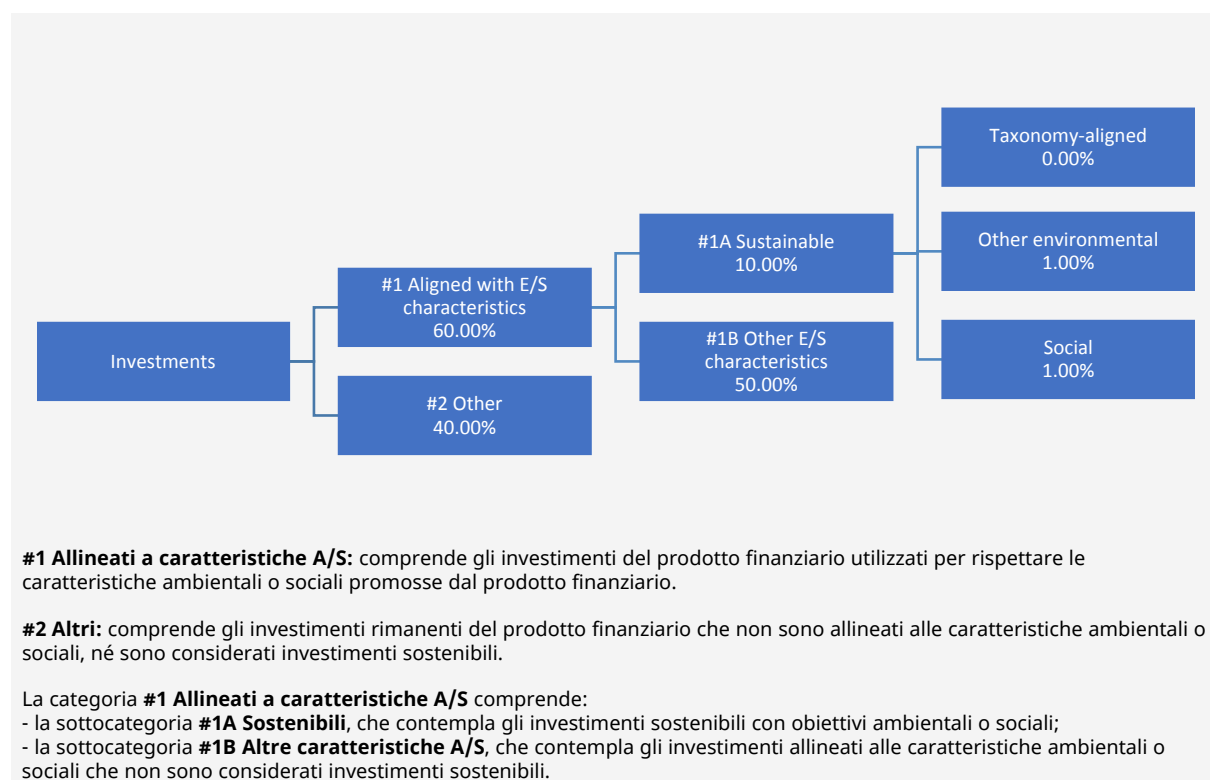 Investments
#1 Aligned with E/S
characteristics
60.00%
#2 Other
40.00%
#1A Sustainable
10.00%
#1B Other E/S
characteristics
50.00%
Taxonomy-aligned
0.00%
Other environmental
1.00%
Social
1.00%
#1 Allineati a caratteristiche A/S: comprende gli investimenti del prodotto finanziario utilizzati per rispettare le
caratteristiche ambientali o sociali promosse dal prodotto finanziario.
#2 Altri: comprende gli investimenti rimanenti del prodotto finanziario che non sono allineati alle caratteristiche ambientali o
sociali, né sono considerati investimenti sostenibili.
La categoria #1 Allineati a caratteristiche A/S comprende:
- la sottocategoria #1A Sostenibili, che contempla gli investimenti sostenibili con obiettivi ambientali o sociali;
- la sottocategoria #1B Altre caratteristiche A/S, che contempla gli investimenti allineati alle caratteristiche ambientali o
sociali che non sono considerati investimenti sostenibili.